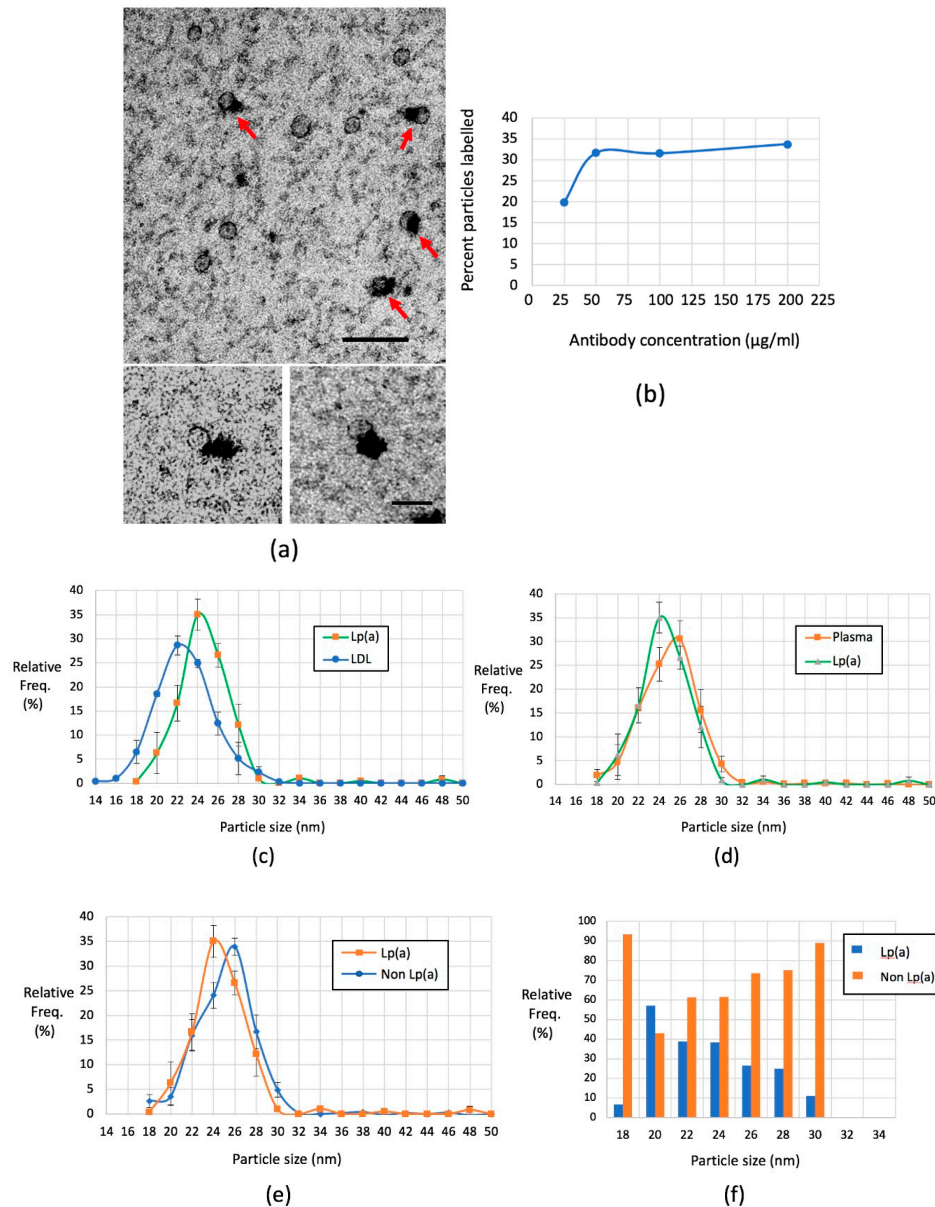 Percent particles labelled
40
35
30
25
20
15
10
5
0
0 25 50 75 100 125 150 175 200 225
Antibody concentration (µg/ml)
(b)
(a)
40
35
30
25
20
15
10
5
0
Relative
Freq.
(%)
Lp(a)
LDL
14 16 18 20 22 24 26 28 30 32 34 36 38 40 42 44 46 48 50
Particle size (nm)
(c)
40
35
30
25
20
15
10
5
0
Relative
Freq.
(%)
Plasma
Lp(a)
14 16 18 20 22 24 26 28 30 32 34 36 38 40 42 44 46 48 50
Particle size (nm)
(d)
40
35
30
25
20
15
10
5
0
Relative
Freq.
(%)
Lp(a)
Non Lp(a)
14 16 18 20 22 24 26 28 30 32 34 36 38 40 42 44 46 48 50
Particle size (nm)
(e)
100
90
80
70
60
50
40
30
20
10
0
Relative
Freq.
(%)
Lp(a)
Non Lp(a)
18 20 22 24 26 28 30 32 34
Particle size (nm)
(f)